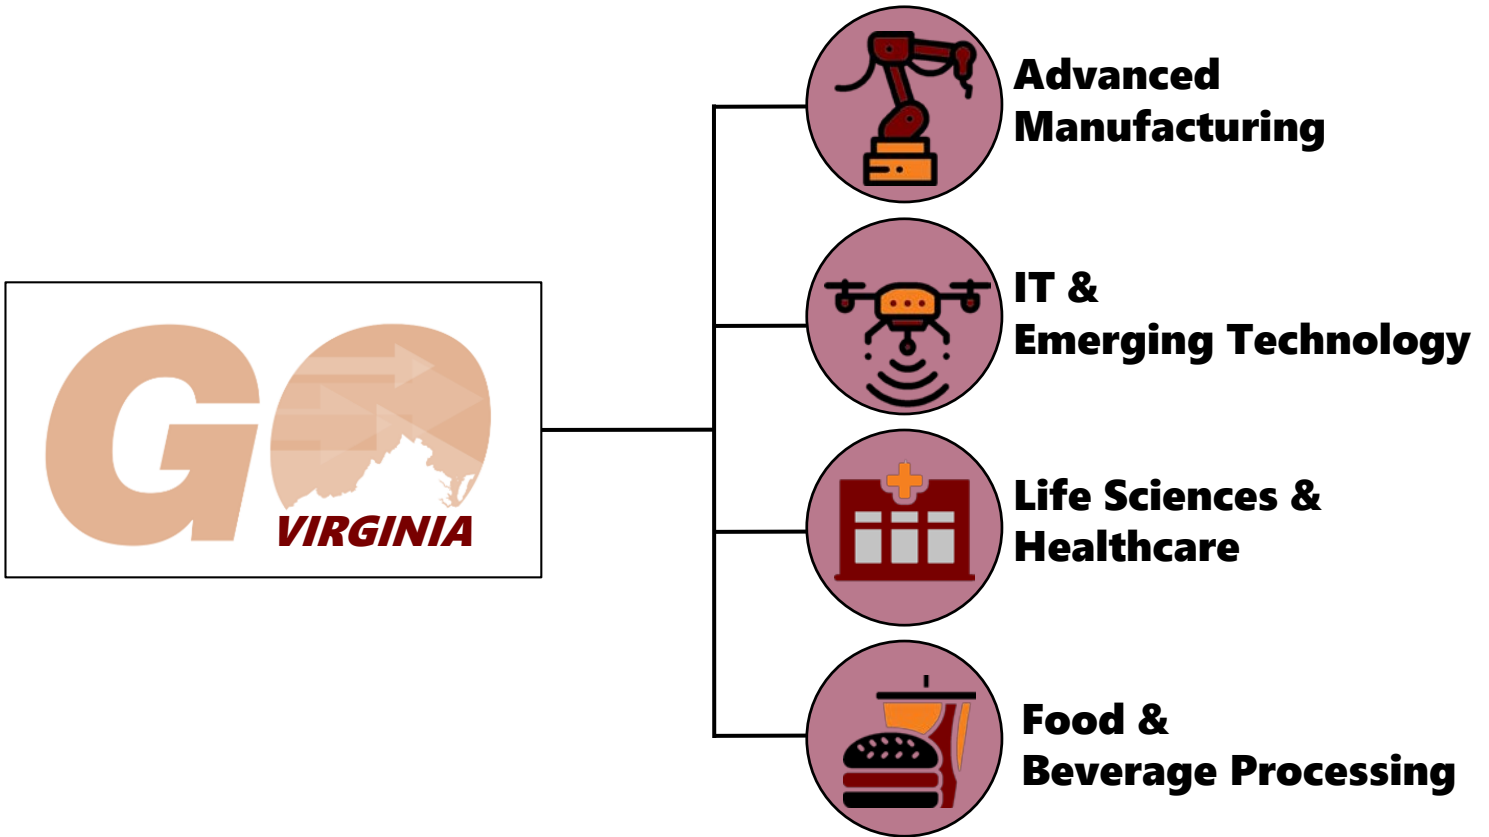 GO
VIRGINIA
Advanced
Manufacturing
IT &
Emerging Technology
Life Sciences &
Healthcare
Food &
Beverage Processing